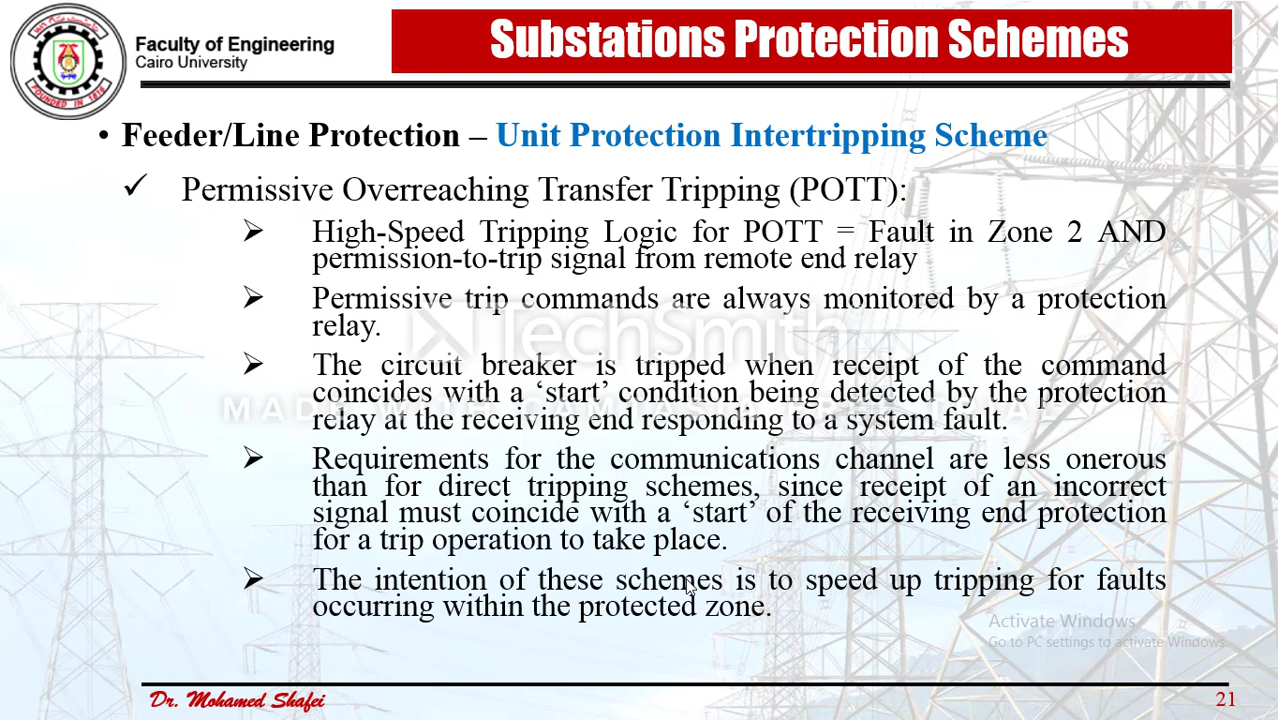 Faculty of Engineering
Cairo University
Substations Protection Schemes
• Feeder/Line Protection – Unit Protection Intertripping Scheme
✓ Permissive Overreaching Transfer Tripping (POTT):
➢ High-Speed Tripping Logic for POTT = Fault in Zone 2 AND
permission-to-trip signal from remote end relay
➢ Permissive trip commands are always monitored by a protection
relay.
➢ The circuit breaker is tripped when receipt of the command
coincides with a ‘start’ condition being detected by the protection
relay at the receiving end responding to a system fault.
➢ Requirements for the communications channel are less onerous
than for direct tripping schemes, since receipt of an incorrect
signal must coincide with a ‘start’ of the receiving end protection
for a trip operation to take place.
➢ The intention of these schemes is to speed up tripping for faults
occurring within the protected zone.
TechSmith
MADE WITH CAMTASIA FREE TRIAL
Activate Windows
Go to PC settings to activate Windows.
Dr. Mohamed Shafei
21